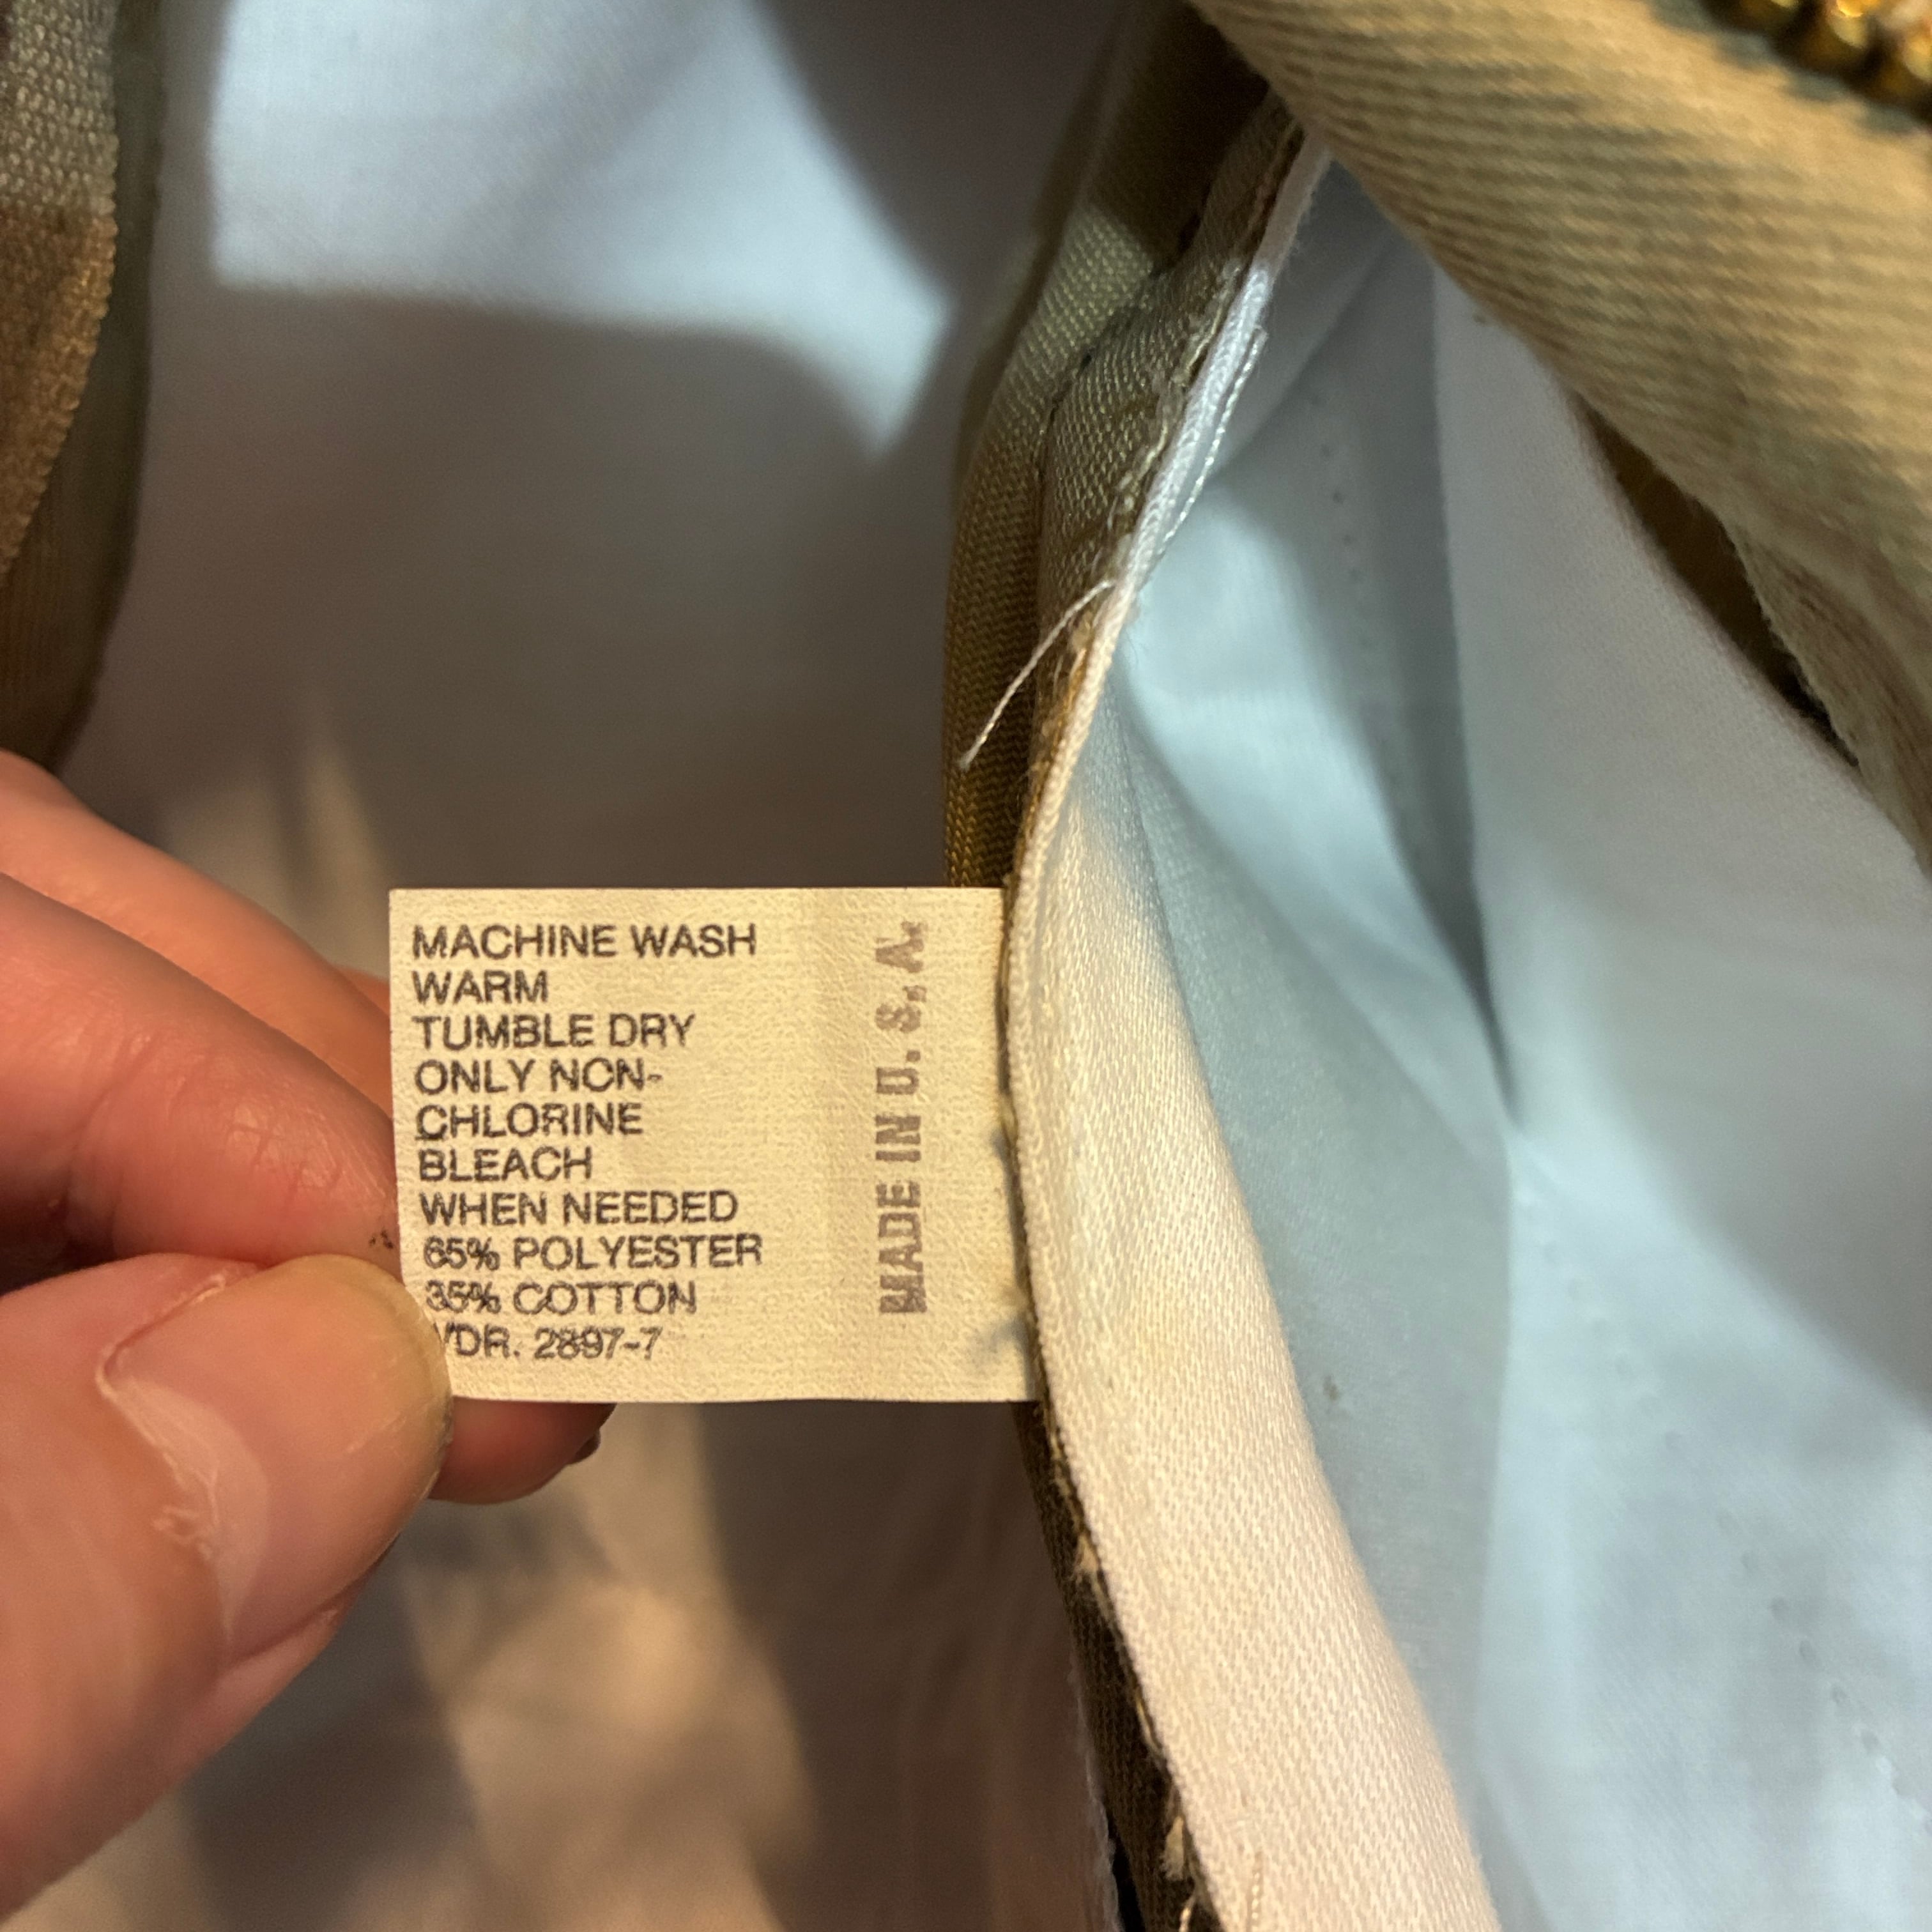 MACHINE WASH
WARM
TUMBLE DRY
ONLY NON-
CHLORINE
BLEACH
WHEN NEEDED
65% POLYESTER
35% COTTON
VDR. 2897-7
MADE IN U.S.A.